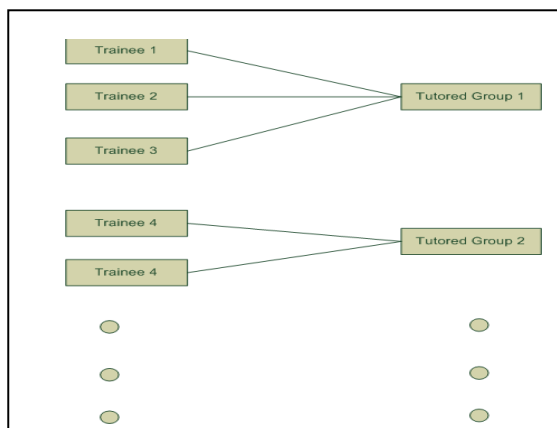 Trainee 1
Trainee 2
Tutored Group 1
Trainee 3
Trainee 4
Tutored Group 2
Trainee 4